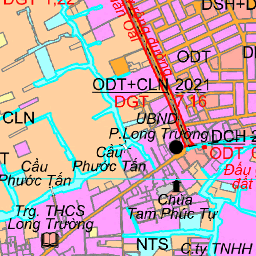 DGT 1,22
DSH+D
ODT
ODT+CLN 2021
DGT 7,16
UBND
P.Long Trường
CLN
DCH 2
ODT
Cầu
Phước Tấn
Cầu
Phước Tấn
Đấu
đất
Chùa
Tam Phúc Tự
Trg. THCS
Long Trường
NTS
C.ty TNHH